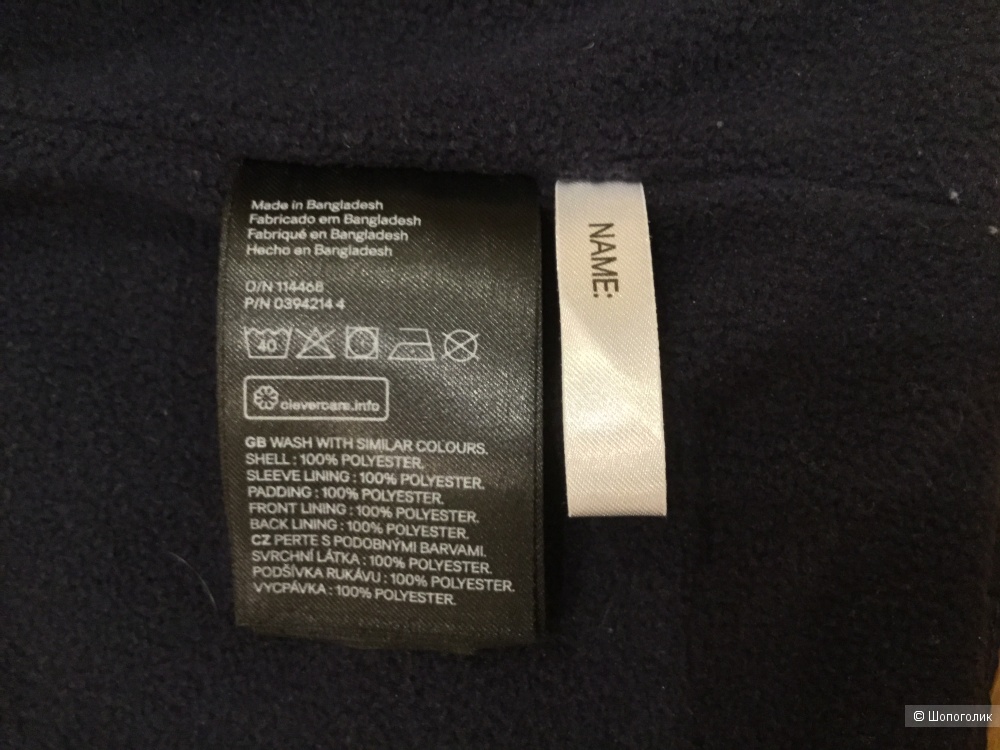 Made in Bangladesh
Fabricado em Bangladesh
Fabriqué en Bangladesh
Hecho en Bangladesh
O/N 114468
P/N 0394214 4
40
clevercare.info
GB WASH WITH SIMILAR COLOURS.
SHELL : 100% POLYESTER.
SLEEVE LINING : 100% POLYESTER.
PADDING : 100% POLYESTER.
FRONT LINING : 100% POLYESTER.
BACK LINING : 100% POLYESTER.
CZ PERTE S PODOBNÝMI BARVAMI.
SVRCHNÍ LÁTKA : 100% POLYESTER.
PODŠÍVKA RUKÁVU : 100% POLYESTER.
VYCPÁVKA : 100% POLYESTER.
NAME:
© Шопоголик